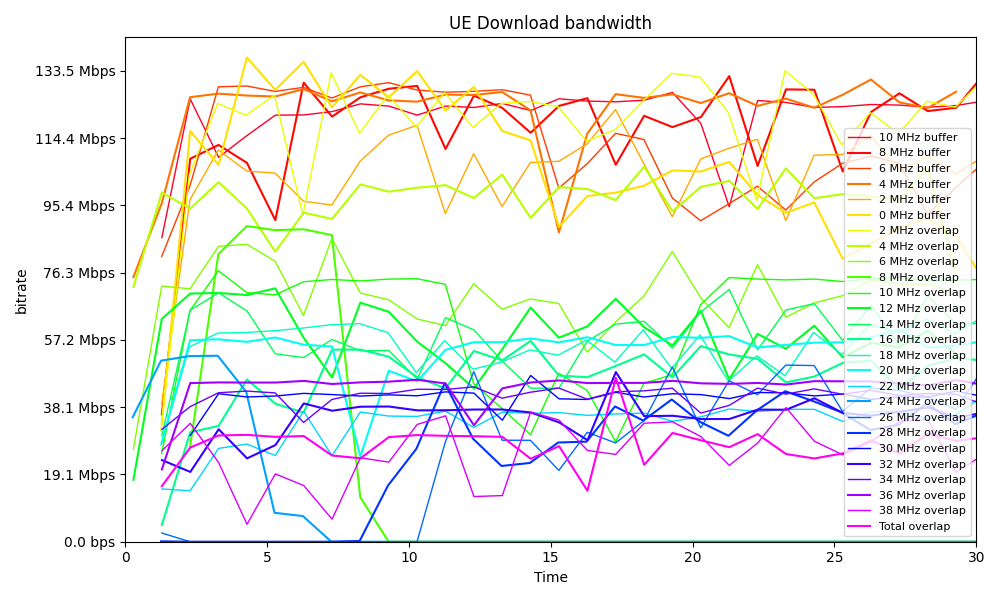 UE Download bandwidth
133.5 Mbps
114.4 Mbps
95.4 Mbps
76.3 Mbps
57.2 Mbps
38.1 Mbps
19.1 Mbps
0.0 bps
bitrate
0
5
10
15
20
25
30
Time
10 MHz buffer
8 MHz buffer
6 MHz buffer
4 MHz buffer
2 MHz buffer
0 MHz buffer
2 MHz overlap
4 MHz overlap
6 MHz overlap
8 MHz overlap
10 MHz overlap
12 MHz overlap
14 MHz overlap
16 MHz overlap
18 MHz overlap
20 MHz overlap
22 MHz overlap
24 MHz overlap
26 MHz overlap
28 MHz overlap
30 MHz overlap
32 MHz overlap
34 MHz overlap
36 MHz overlap
38 MHz overlap
Total overlap